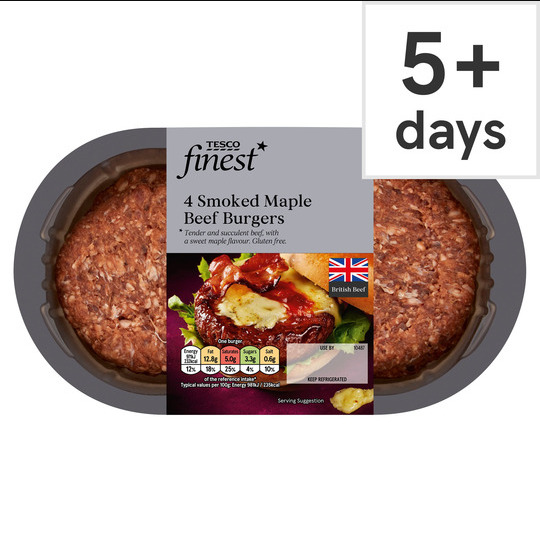 5+
days
TESCO
finest*
4 Smoked Maple
Beef Burgers
* Tender and succulent beef, with
a sweet maple flavour. Gluten free.
British Beef
One burger
Energy Fat Saturates Sugars Salt
12.8g 5.0g 3.3g 0.6g
12% 18% 25% 4% 10%
of the reference intake*
Typical values per 100g: Energy 981kJ / 235kcal
USE BY
KEEP REFRIGERATED
Serving Suggestion